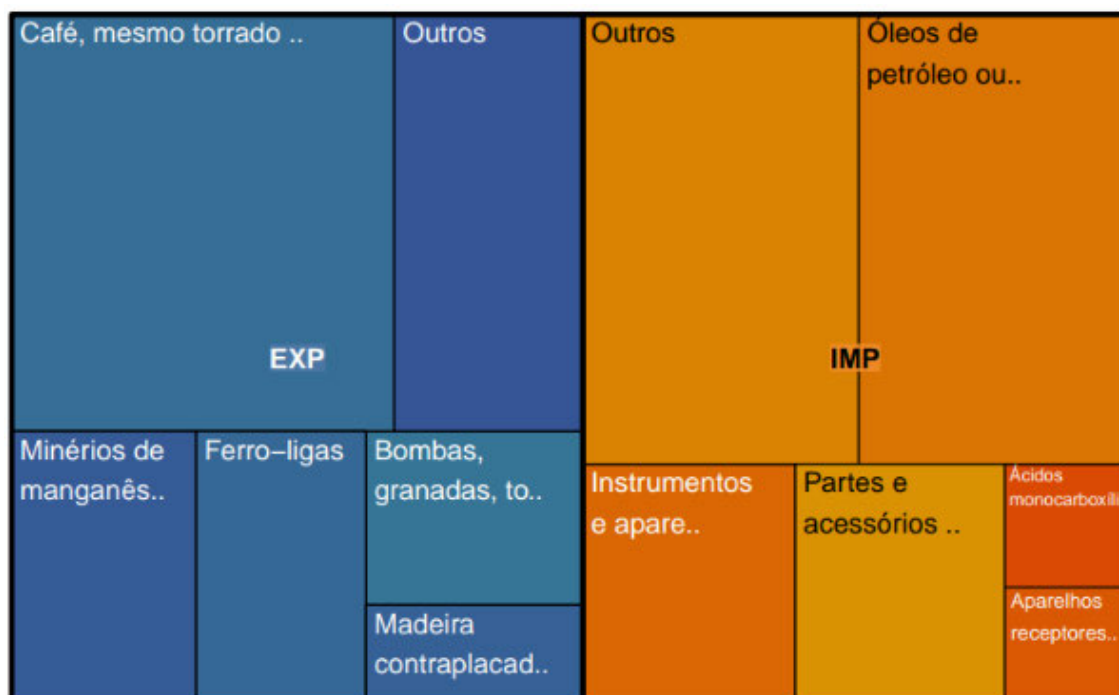 Café, mesmo torrado ..
Outros
EXP
Minérios de
manganês..
Ferro–ligas
Bombas,
granadas, to..
Madeira
contraplacad..
Outros
Óleos de
petróleo ou..
IMP
Instrumentos
e apare..
Partes e
acessórios ..
Ácidos
monocarboxíli
Aparelhos
receptores..